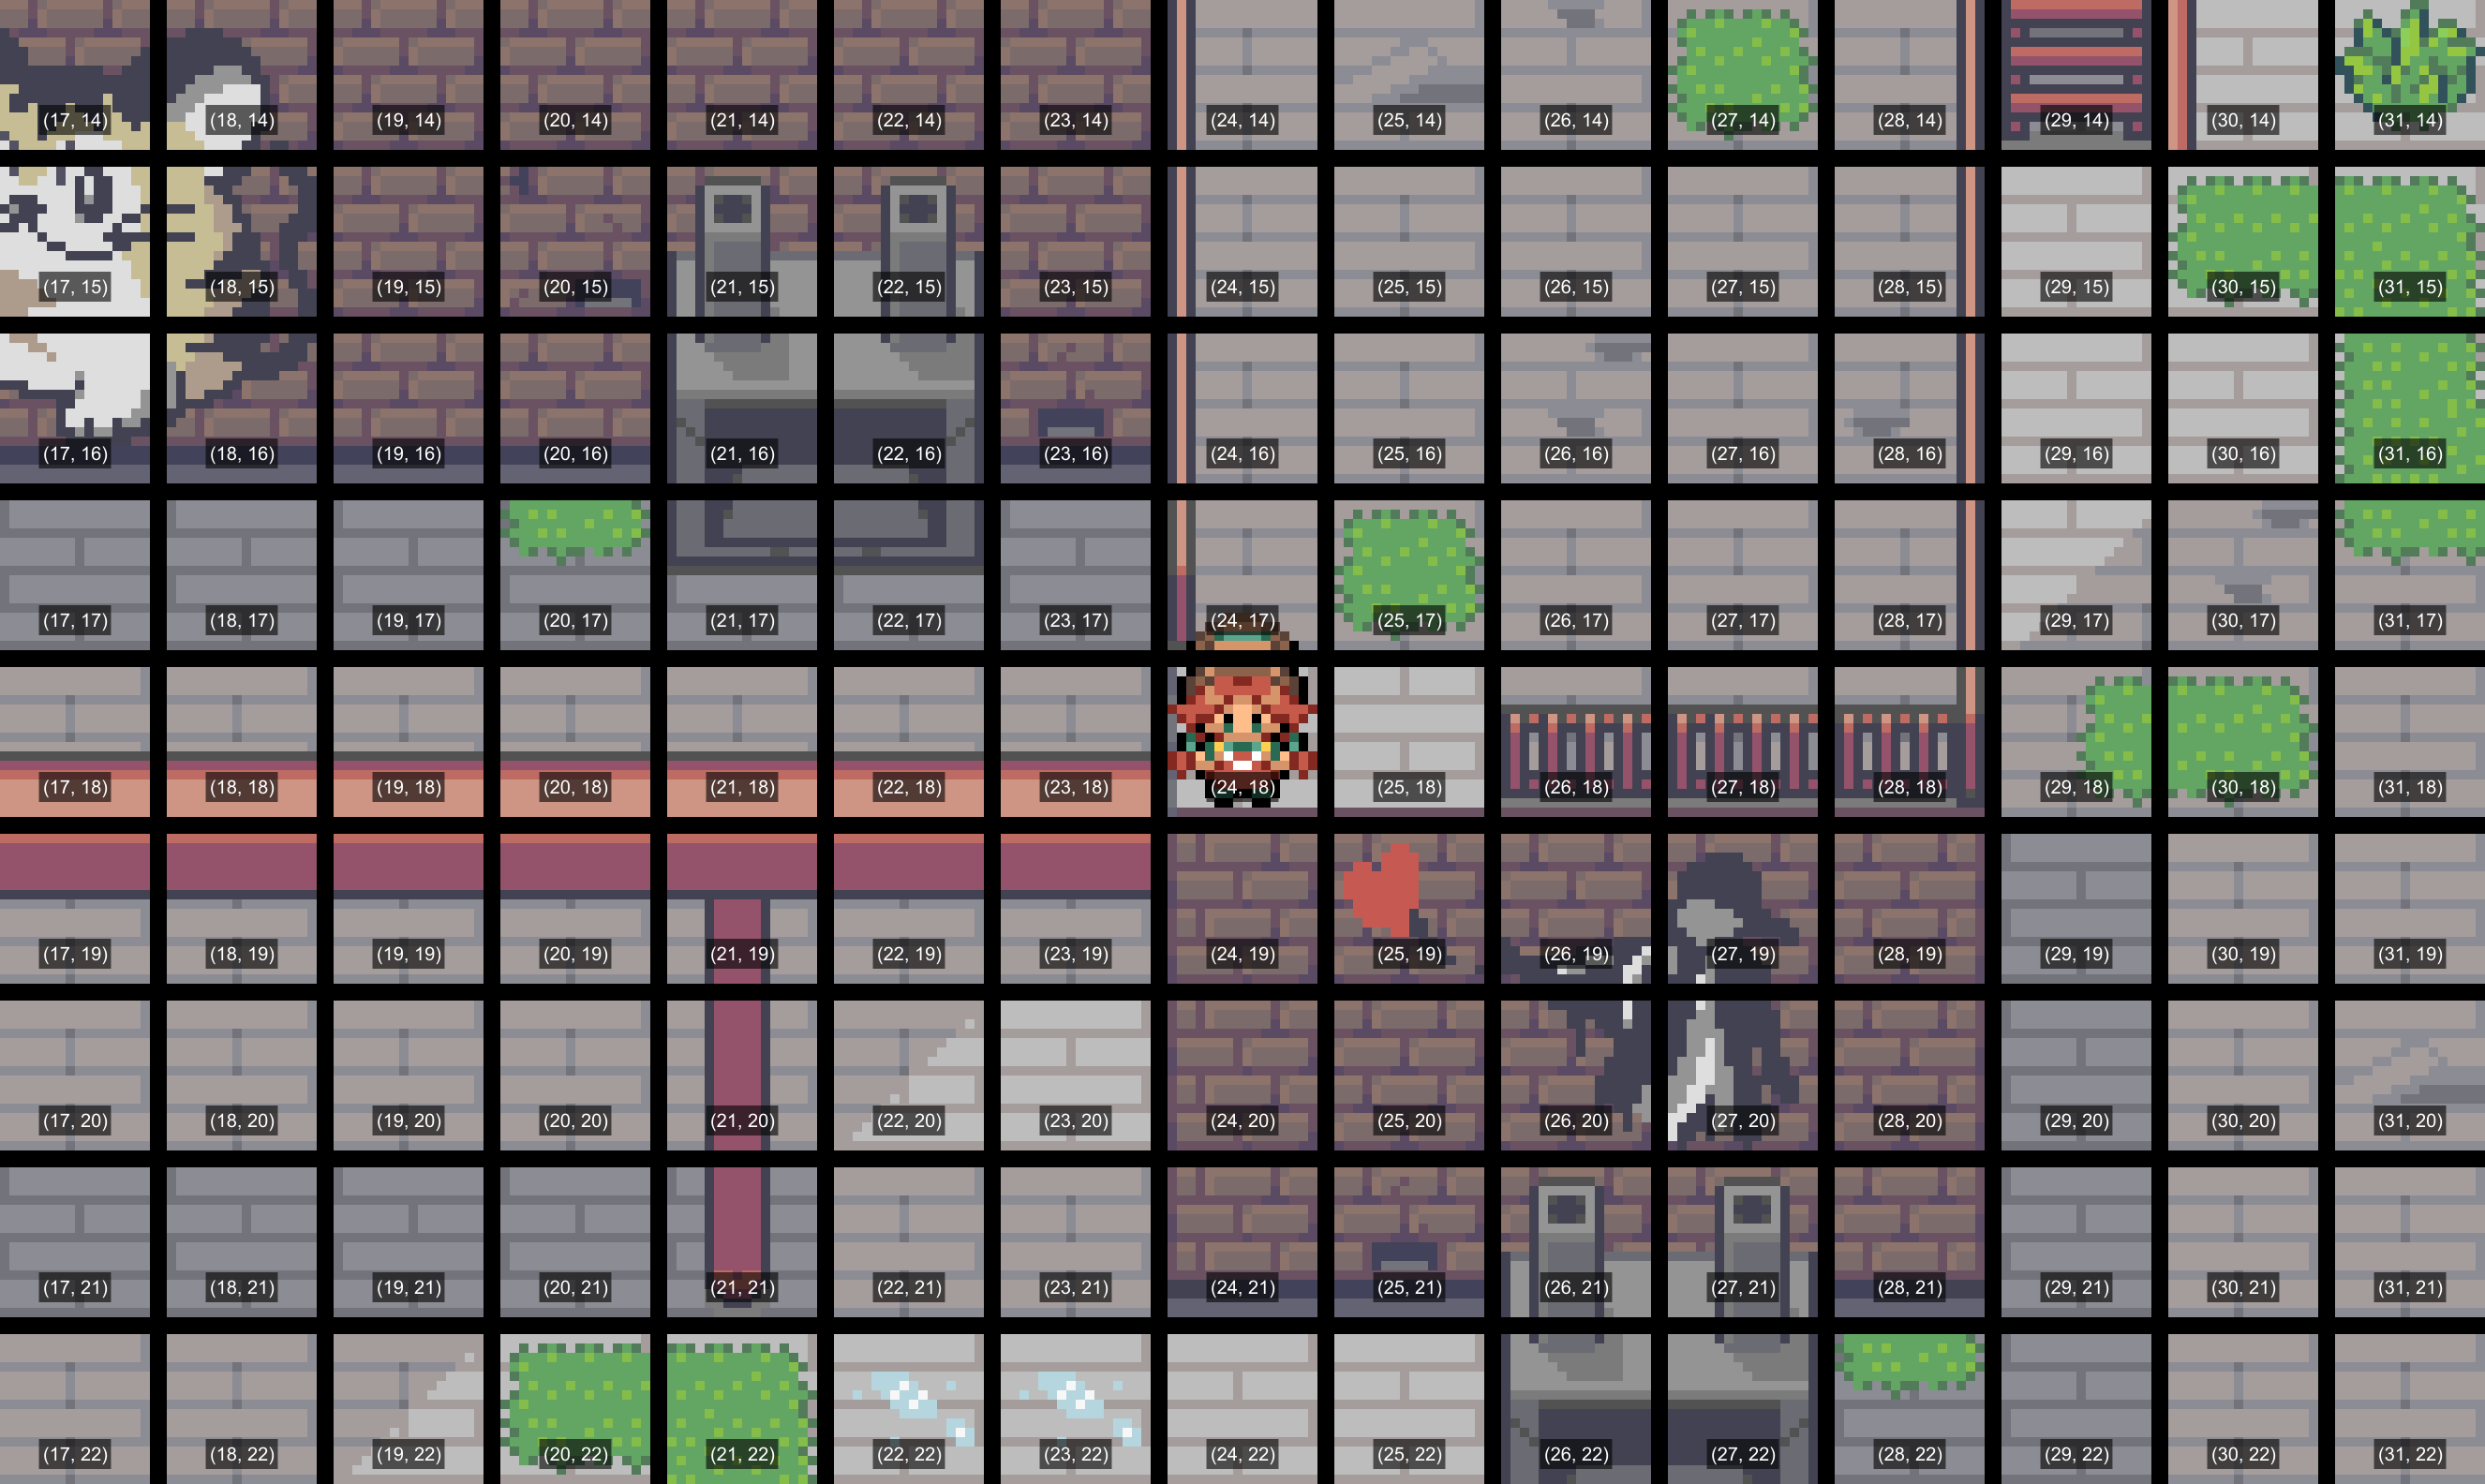 (17, 14) (18, 14) (19, 14) (20, 14) (21, 14) (22, 14) (23, 14) (24, 14) (25, 14) (26, 14) (27, 14) (28, 14) (29, 14) (30, 14) (31, 14)
(17, 15) (18, 15) (19, 15) (20, 15) (21, 15) (22, 15) (23, 15) (24, 15) (25, 15) (26, 15) (27, 15) (28, 15) (29, 15) (30, 15) (31, 15)
(17, 16) (18, 16) (19, 16) (20, 16) (21, 16) (22, 16) (23, 16) (24, 16) (25, 16) (26, 16) (27, 16) (28, 16) (29, 16) (30, 16) (31, 16)
(17, 17) (18, 17) (19, 17) (20, 17) (21, 17) (22, 17) (23, 17) (24, 17) (25, 17) (26, 17) (27, 17) (28, 17) (29, 17) (30, 17) (31, 17)
(17, 18) (18, 18) (19, 18) (20, 18) (21, 18) (22, 18) (23, 18) (24, 18) (25, 18) (26, 18) (27, 18) (28, 18) (29, 18) (30, 18) (31, 18)
(17, 19) (18, 19) (19, 19) (20, 19) (21, 19) (22, 19) (23, 19) (24, 19) (25, 19) (26, 19) (27, 19) (28, 19) (29, 19) (30, 19) (31, 19)
(17, 20) (18, 20) (19, 20) (20, 20) (21, 20) (22, 20) (23, 20) (24, 20) (25, 20) (26, 20) (27, 20) (28, 20) (29, 20) (30, 20) (31, 20)
(17, 21) (18, 21) (19, 21) (20, 21) (21, 21) (22, 21) (23, 21) (24, 21) (25, 21) (26, 21) (27, 21) (28, 21) (29, 21) (30, 21) (31, 21)
(17, 22) (18, 22) (19, 22) (20, 22) (21, 22) (22, 22) (23, 22) (24, 22) (25, 22) (26, 22) (27, 22) (28, 22) (29, 22) (30, 22) (31, 22)